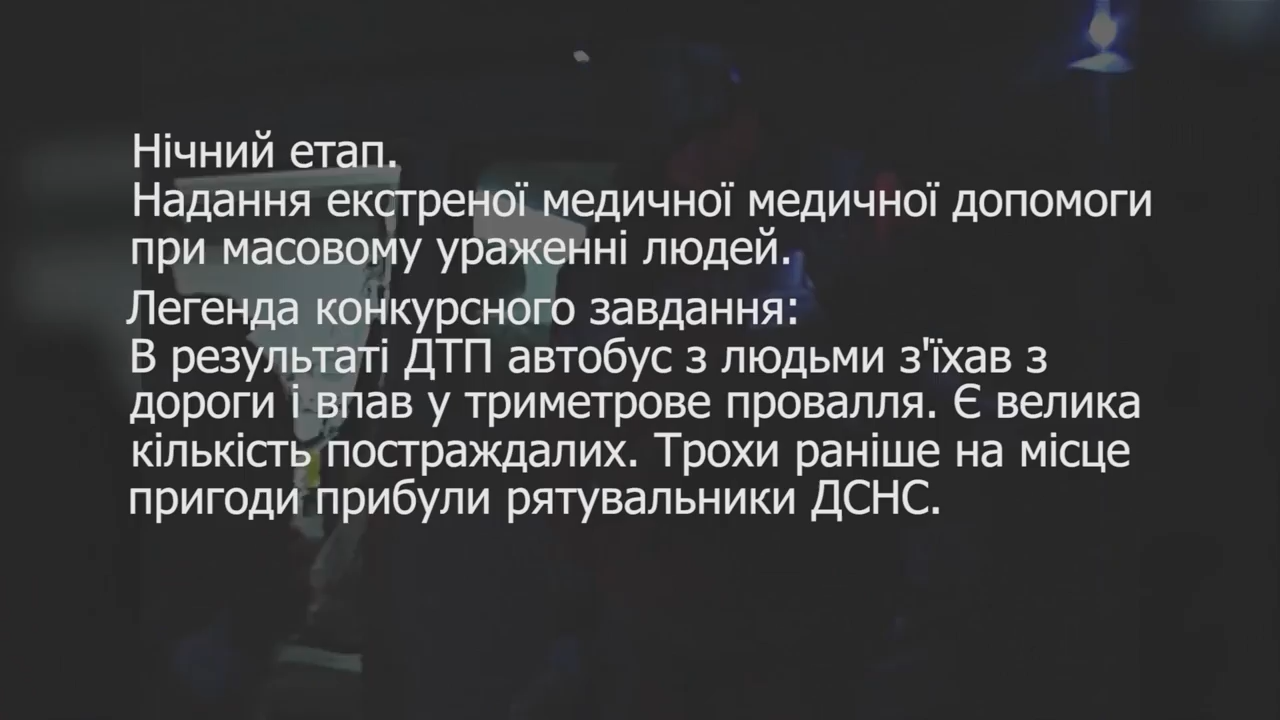 Нічний етап.
Надання екстреної медичної медичної допомоги
при масовому ураженні людей.
Легенда конкурсного завдання:
В результаті ДТП автобус з людьми з'їхав з
дороги і впав у триметрове провалля. Є велика
кількість постраждалих. Трохи раніше на місце
пригоди прибули рятувальники ДСНС.